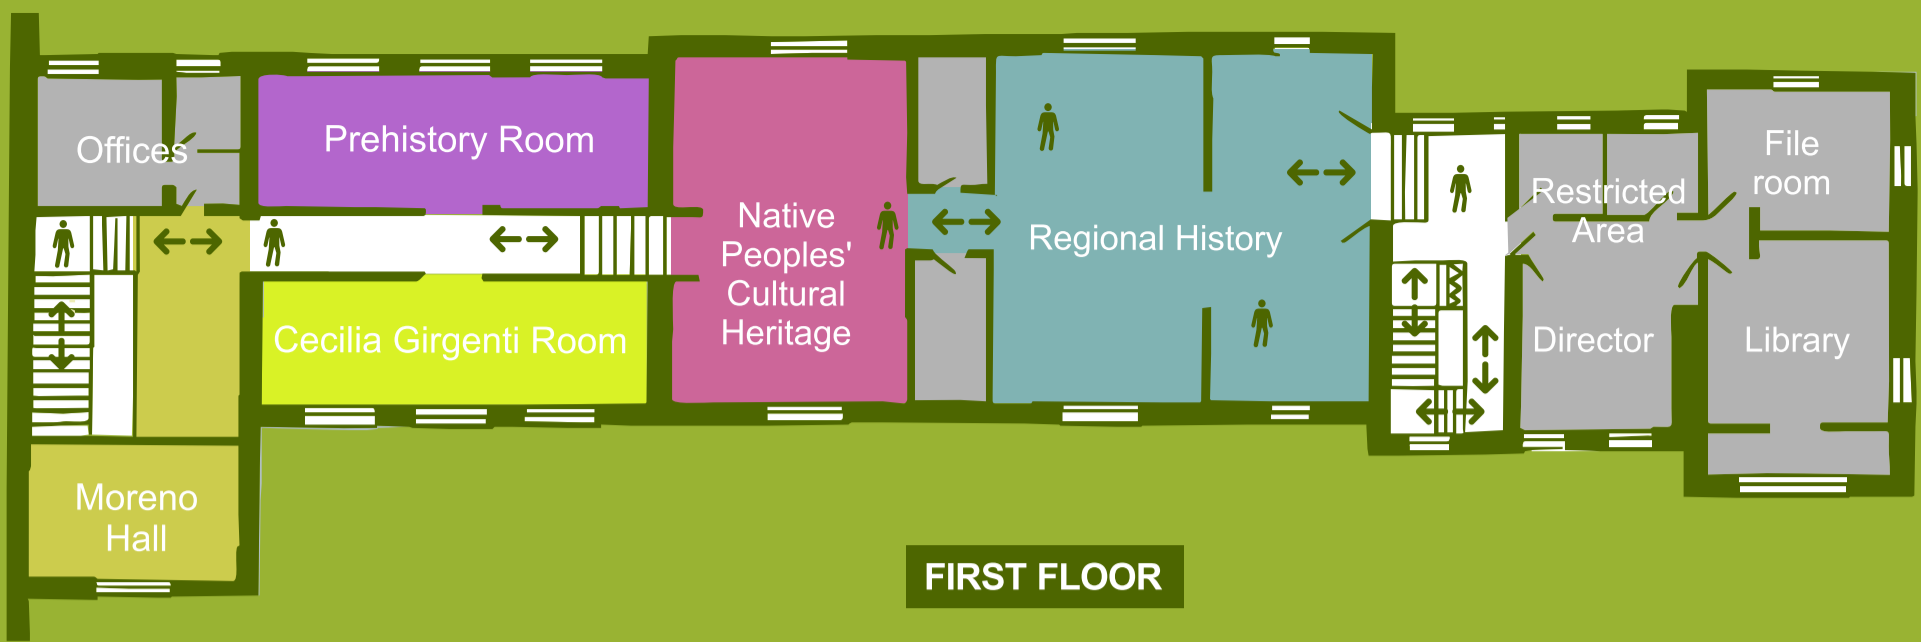 Offices
Prehistory Room
Cecilia Girgenti Room
Moreno
Hall
Native
Peoples'
Cultural
Heritage
Regional History
Restricted
Area
Director
File
room
Library
FIRST FLOOR